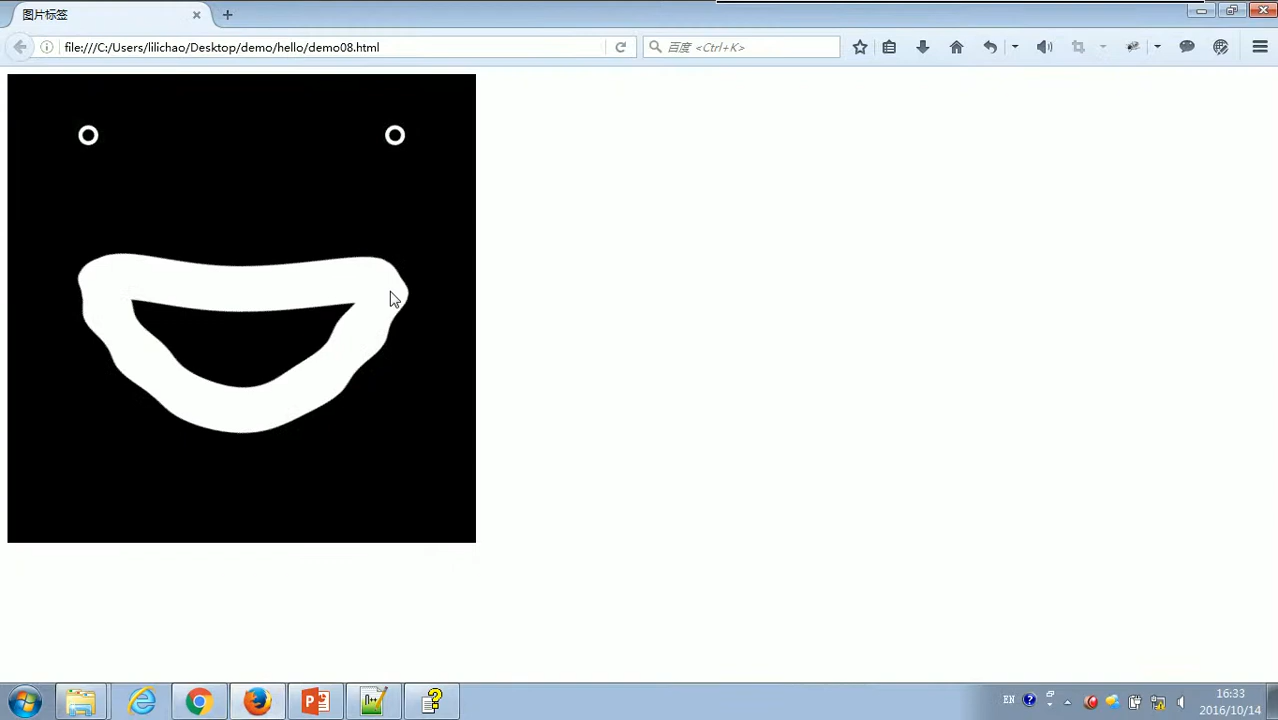 图片标签
file:///C:/Users/lilichao/Desktop/demo/hello/demo08.html
百度 <Ctrl+K>
EN
16:33
2016/10/14